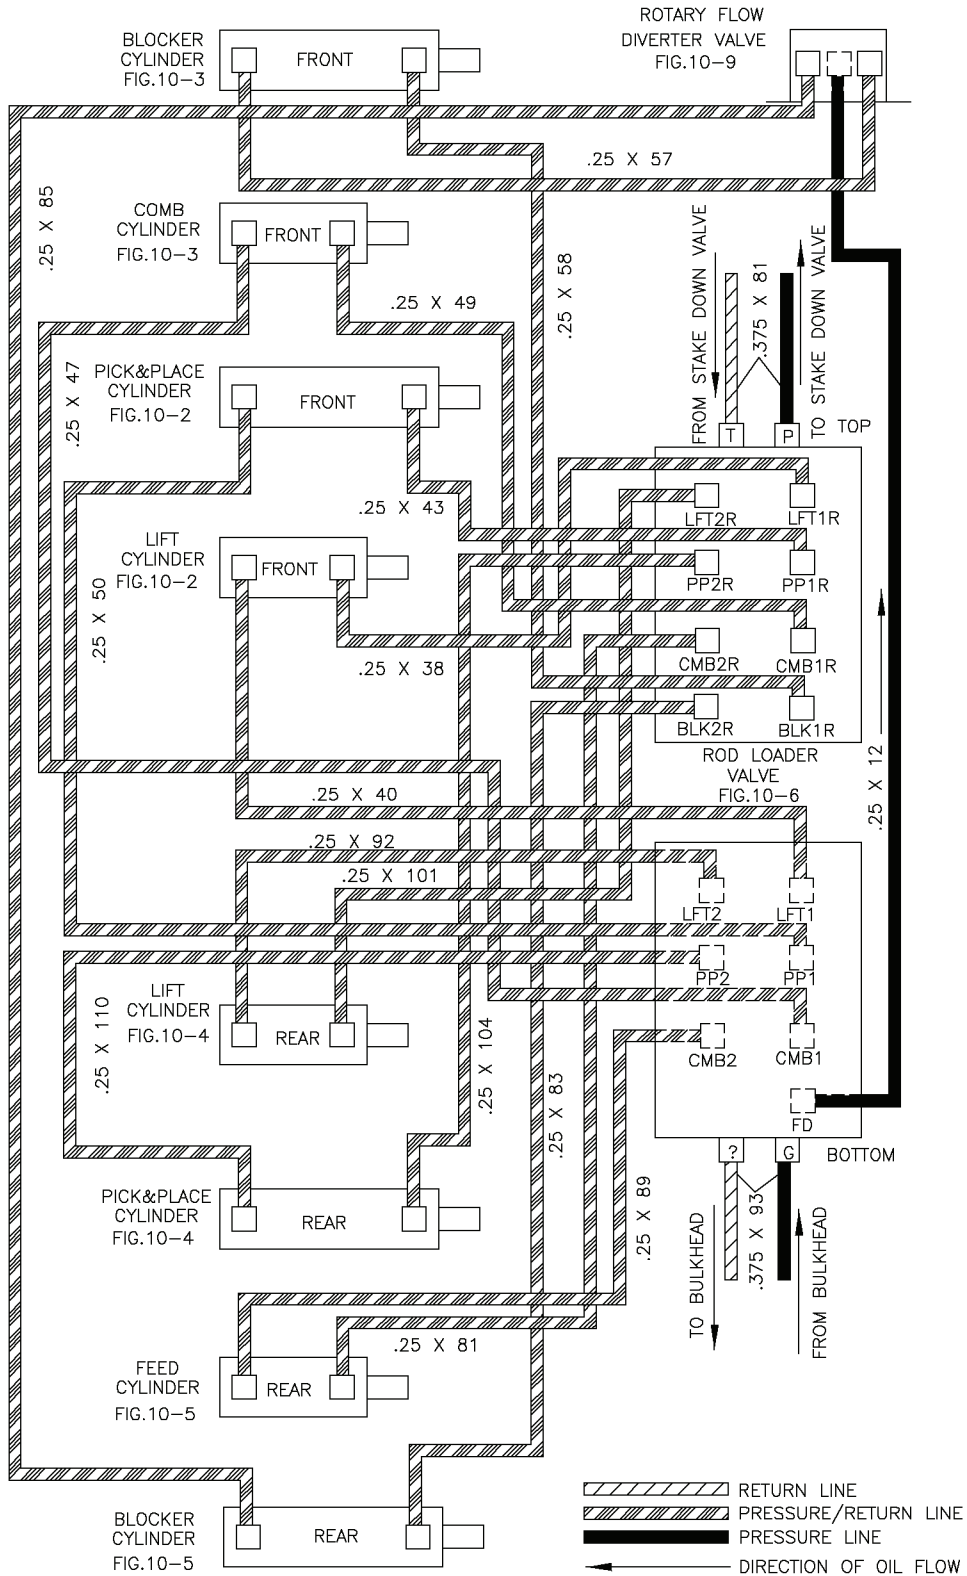 ROTARY FLOW
DIVERTER VALVE
FIG.10-9
BLOCKER
CYLINDER
FIG.10-3
FRONT
.25 X 57
.25 X 85
COMB
CYLINDER
FIG.10-3
FRONT
.25 X 49
.25 X 58
FROM STAKE DOWN VALVE
.375 X 81
TO STAKE DOWN VALVE
.25 X 47
PICK&PLACE
CYLINDER
FIG.10-2
FRONT
.25 X 43
T
P
TOP
LFT2R
LFT1R
LIFT
CYLINDER
FIG.10-2
FRONT
PP2R
PP1R
.25 X 50
.25 X 38
CMB2R
CMB1R
BLK2R
BLK1R
ROD LOADER
VALVE
FIG.10-6
.25 X 12
.25 X 40
.25 X 92
.25 X 101
LFT2
LFT1
PP2
PP1
LIFT
CYLINDER
FIG.10-4
REAR
.25 X 110
.25 X 104
.25 X 83
CMB2
CMB1
FD
?
G
BOTTOM
PICK&PLACE
CYLINDER
FIG.10-4
REAR
.25 X 89
TO BULKHEAD
.375 X 93
FROM BULKHEAD
.25 X 81
FEED
CYLINDER
FIG.10-5
REAR
BLOCKER
CYLINDER
FIG.10-5
REAR
RETURN LINE
PRESSURE/RETURN LINE
PRESSURE LINE
DIRECTION OF OIL FLOW